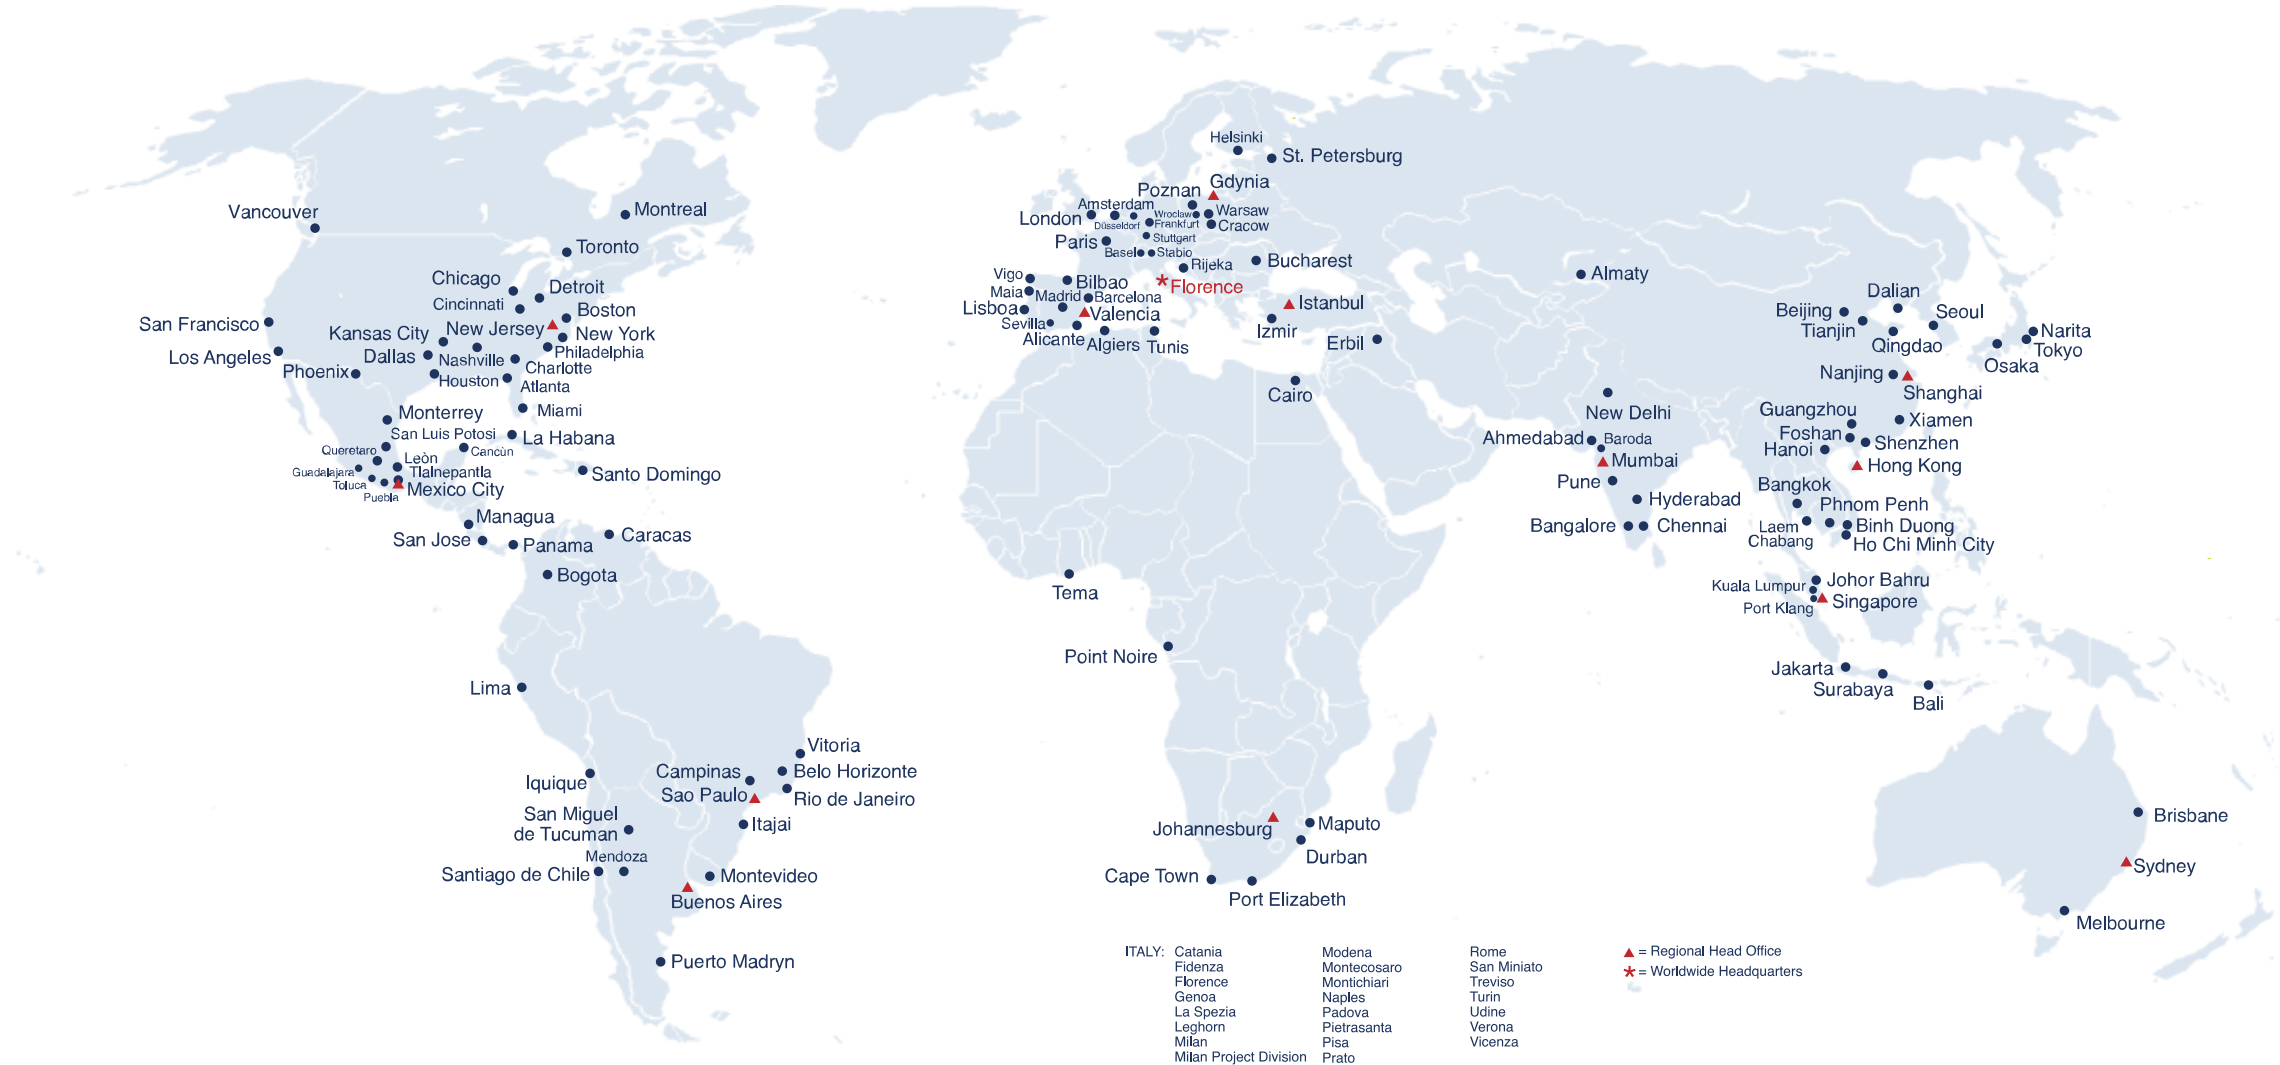 Helsinki
St. Petersburg
Gdynia
Poznan
Amsterdam
London
Düsseldorf
Wroclaw
Frankfurt
Warsaw
Cracow
Stuttgart
Paris
Basel
Stabio
Rijeka
Bucharest
Vigo
Bilbao
Florence
Maia
Madrid
Barcelona
Lisboa
Valencia
Istanbul
Sevilla
Alicante
Algiers
Tunis
Izmir
Erbil
Cairo
Vancouver
Montreal
Toronto
Chicago
Detroit
Cincinnati
Boston
San Francisco
Kansas City
New Jersey
New York
Los Angeles
Dallas
Nashville
Philadelphia
Charlotte
Phoenix
Houston
Atlanta
Monterrey
Miami
San Luis Potosi
La Habana
Queretaro
Cancùn
Leòn
Guadalajara
Tlalnepantla
Toluca
Mexico City
Puebla
Santo Domingo
Managua
San Jose
Panama
Caracas
Bogota
Lima
Vitoria
Iquique
Campinas
Belo Horizonte
Sao Paulo
Rio de Janeiro
San Miguel
de Tucuman
Itajai
Mendoza
Santiago de Chile
Montevideo
Buenos Aires
Puerto Madryn
Tema
Point Noire
Johannesburg
Maputo
Durban
Cape Town
Port Elizabeth
Almaty
Dalian
Beijing
Seoul
Tianjin
Narita
Qingdao
Tokyo
Osaka
Nanjing
Shanghai
New Delhi
Guangzhou
Xiamen
Ahmedabad
Baroda
Foshan
Shenzhen
Hanoi
Mumbai
Hong Kong
Pune
Bangkok
Hyderabad
Phnom Penh
Bangalore
Chennai
Laem
Chabang
Binh Duong
Ho Chi Minh City
Kuala Lumpur
Johor Bahru
Port Klang
Singapore
Jakarta
Surabaya
Bali
Brisbane
Sydney
Melbourne
ITALY:
Catania
Fidenza
Florence
Genoa
La Spezia
Leghorn
Milan
Milan Project Division
Modena
Montecosaro
Montichiari
Naples
Padova
Pietrasanta
Pisa
Prato
Rome
San Miniato
Treviso
Turin
Udine
Verona
Vicenza
= Regional Head Office
= Worldwide Headquarters